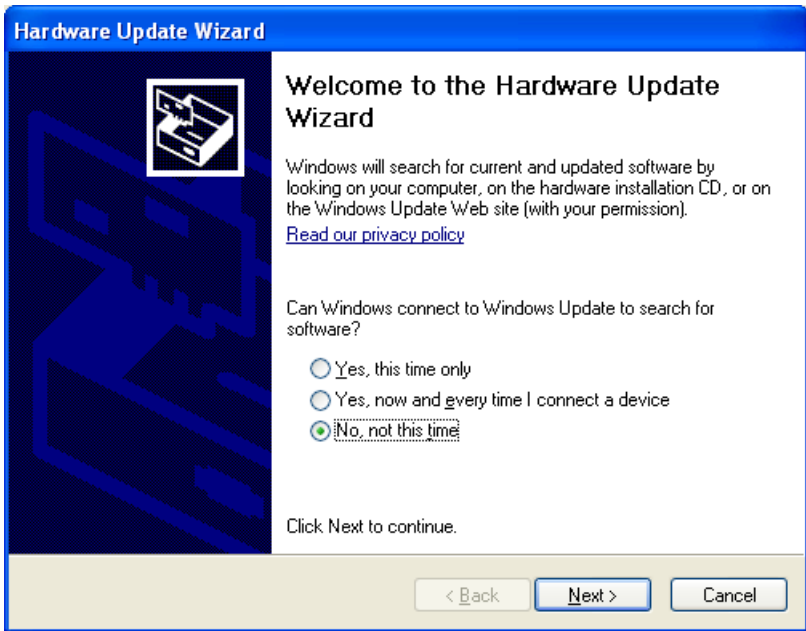 Hardware Update Wizard
Welcome to the Hardware Update
Wizard
Windows will search for current and updated software by
looking on your computer, on the hardware installation CD, or on
the Windows Update Web site (with your permission).
Read our privacy policy
Can Windows connect to Windows Update to search for
software?
Yes, this time only
Yes, now and every time I connect a device
No, not this time
Click Next to continue.
< Back
Next >
Cancel